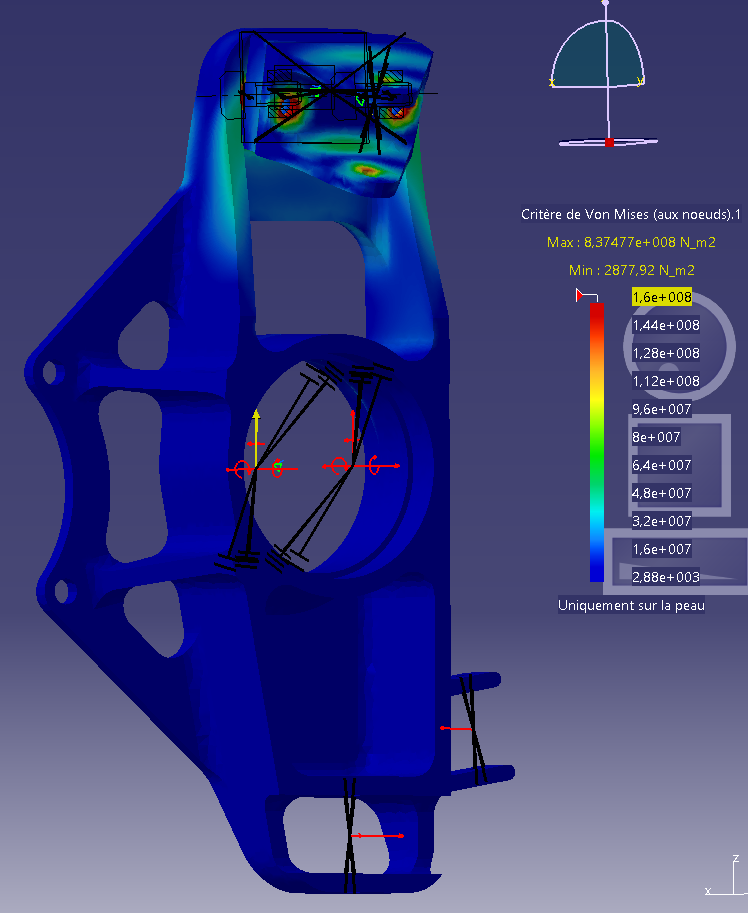 x y
Critère de Von Mises (aux noeuds).1
Max : 8,37477e+008 N_m2
Min : 2877,92 N_m2
1,6e+008
1,44e+008
1,28e+008
1,12e+008
9,6e+007
8e+007
6,4e+007
4,8e+007
3,2e+007
1,6e+007
2,88e+003
Uniquement sur la peau
z
x